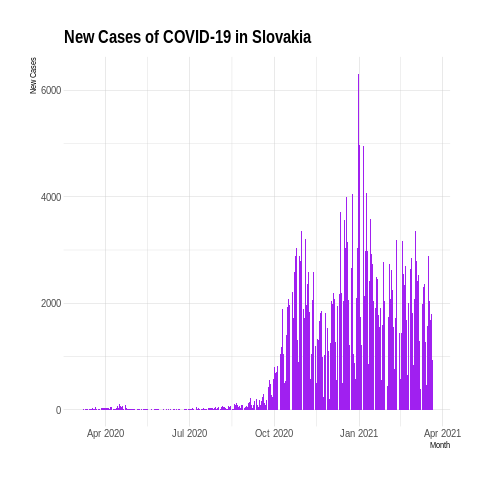 New Cases of COVID-19 in Slovakia
New Cases
6000
4000
2000
0
Apr 2020 Jul 2020 Oct 2020 Jan 2021 Apr 2021
Month